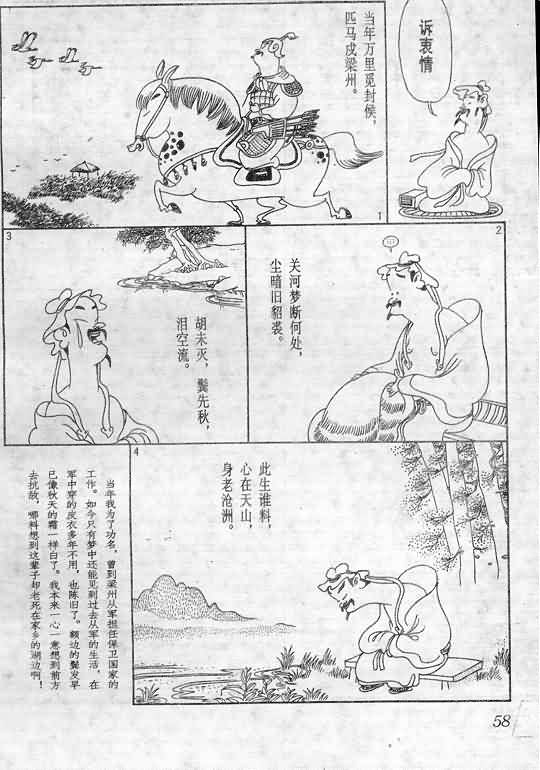 诉衷情
当年万里觅封侯，
匹马戍梁州。
1
2
关河梦断何处，
尘暗旧貂裘。
3
胡未灭，鬓先秋，
泪空流。
4
此生谁料，
心在天山，
身老沧洲。
当年我为了功名，曾到梁州从军担任保卫国家的
工作。如今只有梦中还能见到过去从军的生活，在
军中穿的皮衣多年不用，也陈旧了。额边的鬓发早
已像秋天的霜一样白了。我本来一心一意想到前方
去抗敌，哪料想到这辈子却老死在家乡的湖边啊！
58